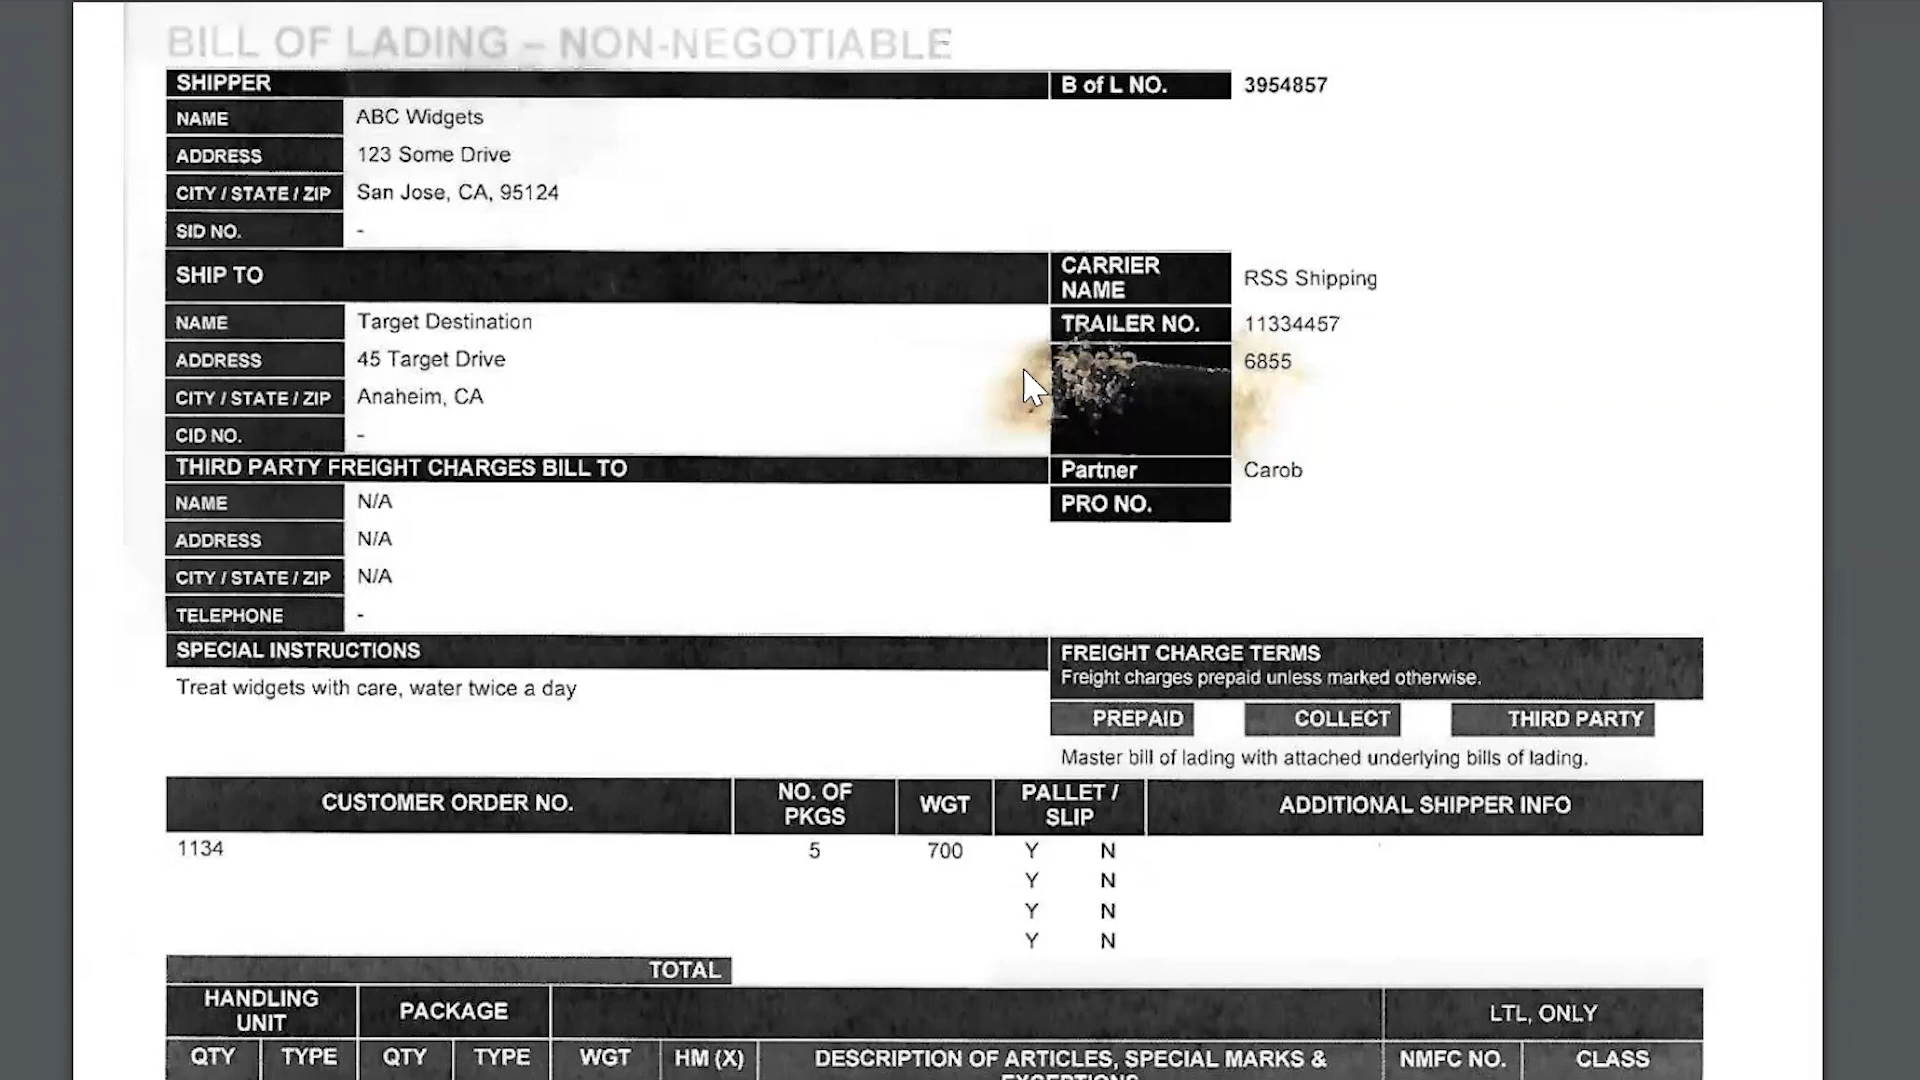 BILL OF LADING – NON-NEGOTIABLE
SHIPPER
B of L NO. 3954857
NAME ABC Widgets
ADDRESS 123 Some Drive
CITY / STATE / ZIP San Jose, CA, 95124
SID NO. -
SHIP TO
CARRIER NAME RSS Shipping
NAME Target Destination
TRAILER NO. 11334457
ADDRESS 45 Target Drive
6855
CITY / STATE / ZIP Anaheim, CA
CID NO. -
THIRD PARTY FREIGHT CHARGES BILL TO
Partner Carob
NAME N/A
PRO NO.
ADDRESS N/A
CITY / STATE / ZIP N/A
TELEPHONE -
SPECIAL INSTRUCTIONS
Treat widgets with care, water twice a day
FREIGHT CHARGE TERMS
Freight charges prepaid unless marked otherwise.
PREPAID COLLECT THIRD PARTY
Master bill of lading with attached underlying bills of lading.
CUSTOMER ORDER NO. NO. OF PKGS WGT PALLET / SLIP ADDITIONAL SHIPPER INFO
1134 5 700 Y N
Y N
Y N
Y N
TOTAL
HANDLING UNIT PACKAGE LTL, ONLY
QTY TYPE QTY TYPE WGT HM (X) DESCRIPTION OF ARTICLES, SPECIAL MARKS & EXCEPTIONS NMFC NO. CLASS